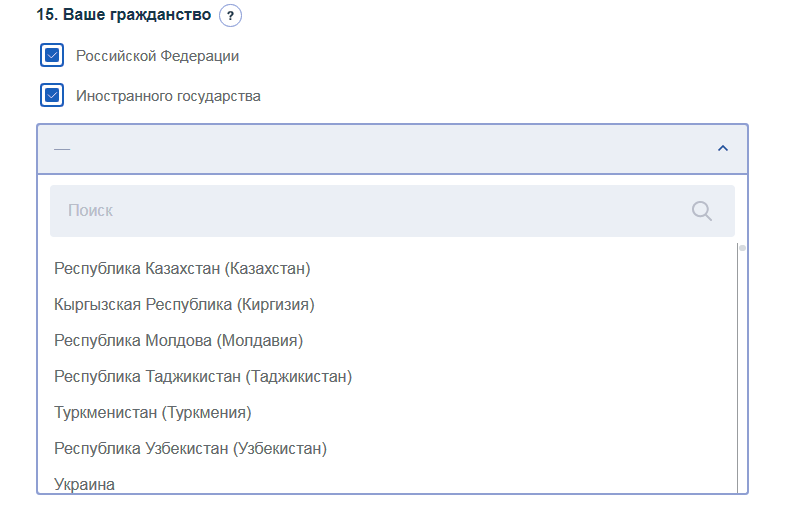 15. Ваше гражданство ?
Российской Федерации
Иностранного государства
—
Поиск
Республика Казахстан (Казахстан)
Кыргызская Республика (Киргизия)
Республика Молдова (Молдавия)
Республика Таджикистан (Таджикистан)
Туркменистан (Туркмения)
Республика Узбекистан (Узбекистан)
Украина